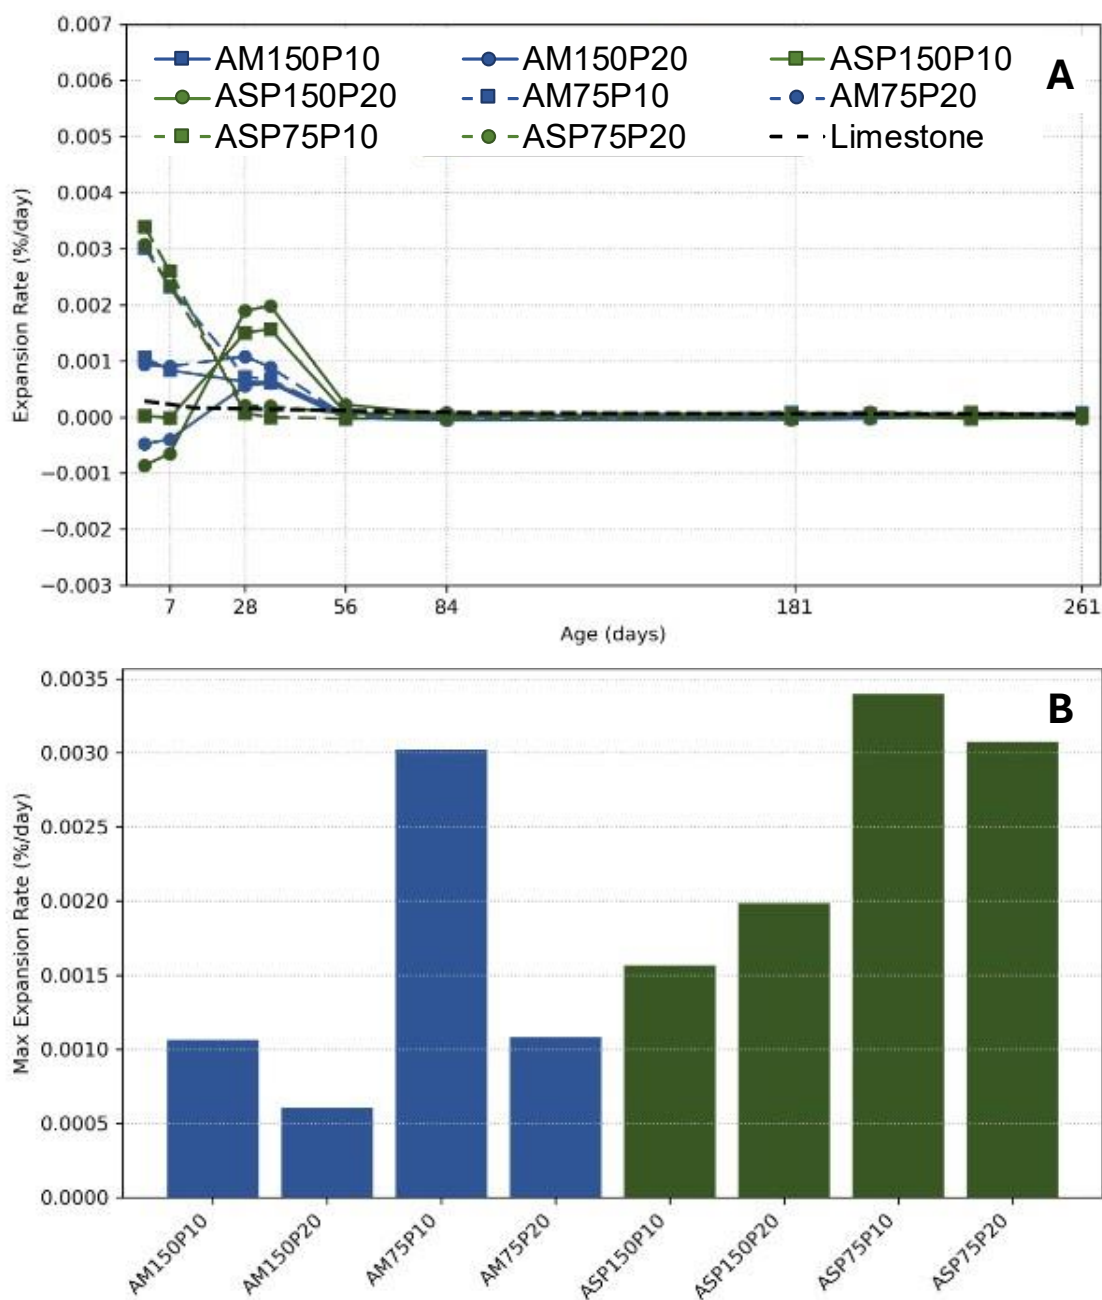 0.007
AM150P10 AM150P20 ASP150P10 A
0.006
ASP150P20 AM75P10 AM75P20
0.005
ASP75P10 ASP75P20 Limestone
0.004
0.003
0.002
0.001
0.000
−0.001
−0.002
−0.003
Expansion Rate (%/day)
7 28 56 84 181 261
Age (days)
B
0.0035
0.0030
0.0025
0.0020
0.0015
0.0010
0.0005
0.0000
Max Expansion Rate (%/day)
AM150P10 AM150P20 AM75P10 AM75P20 ASP150P10 ASP150P20 ASP75P10 ASP75P20